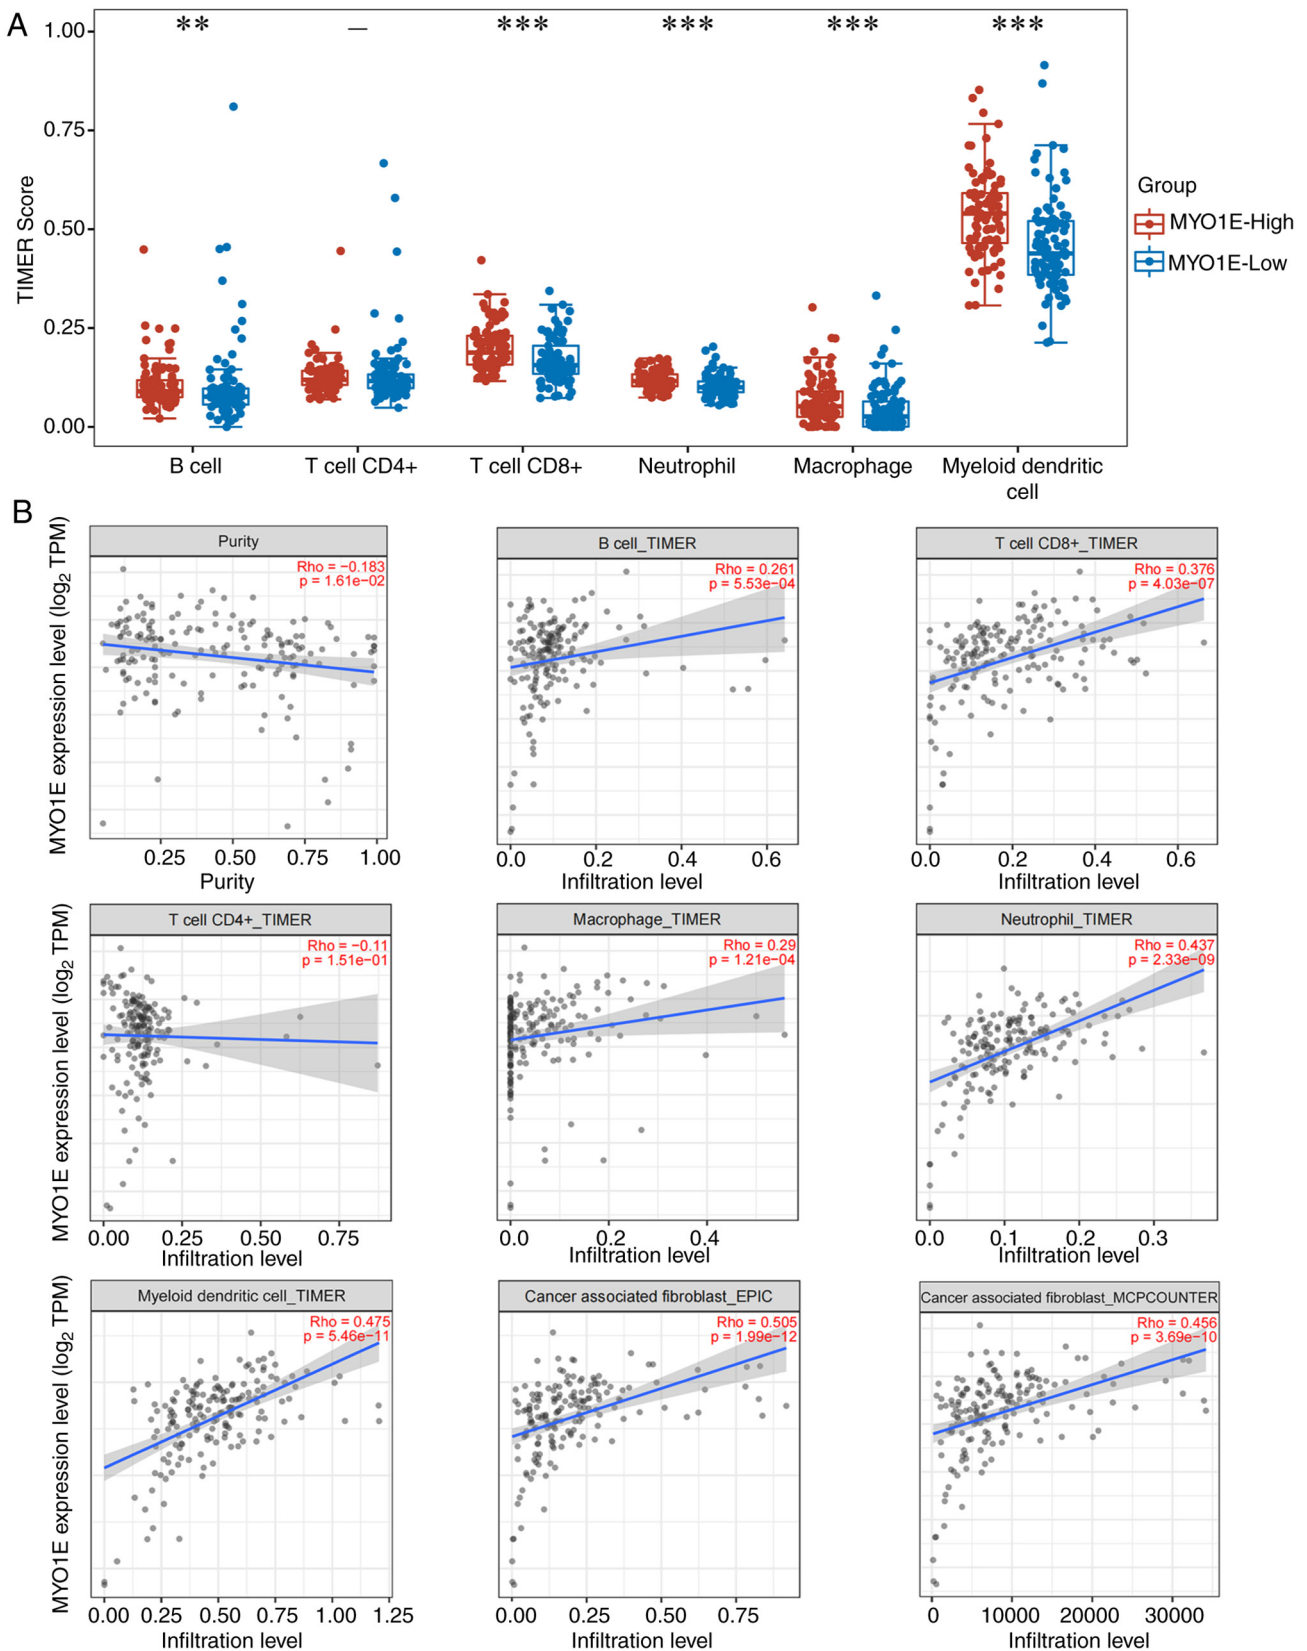 A
** — *** *** *** ***
1.00
0.75
0.50
0.25
0.00
TIMER Score
B cell T cell CD4+ T cell CD8+ Neutrophil Macrophage Myeloid dendritic
cell
Group
MYO1E-High
MYO1E-Low
B
MYO1E expression level (log2 TPM)
Purity
Rho = −0.183
p = 1.61e−02
0.25 0.50 0.75 1.00
Purity
B cell_TIMER
Rho = 0.261
p = 5.53e−04
0.0 0.2 0.4 0.6
Infiltration level
T cell CD8+_TIMER
Rho = 0.376
p = 4.03e−07
0.0 0.2 0.4 0.6
Infiltration level
MYO1E expression level (log2 TPM)
T cell CD4+_TIMER
Rho = −0.11
p = 1.51e−01
0.00 0.25 0.50 0.75
Infiltration level
Macrophage_TIMER
Rho = 0.29
p = 1.21e−04
0.0 0.2 0.4
Infiltration level
Neutrophil_TIMER
Rho = 0.437
p = 2.33e−09
0.0 0.1 0.2 0.3
Infiltration level
MYO1E expression level (log2 TPM)
Myeloid dendritic cell_TIMER
Rho = 0.475
p = 5.46e−11
0.00 0.25 0.50 0.75 1.00 1.25
Infiltration level
Cancer associated fibroblast_EPIC
Rho = 0.505
p = 1.99e−12
0.00 0.25 0.50 0.75
Infiltration level
Cancer associated fibroblast_MCPCOUNTER
Rho = 0.456
p = 3.69e−10
0 10000 20000 30000
Infiltration level